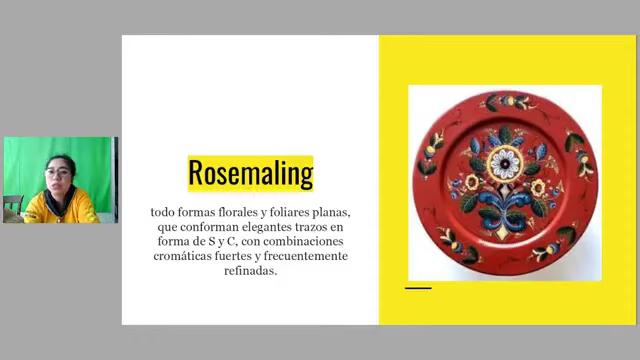 Rosemaling
todo formas florales y foliares planas,
que conforman elegantes trazos en
forma de S y C, con combinaciones
cromáticas fuertes y frecuentemente
refinadas.